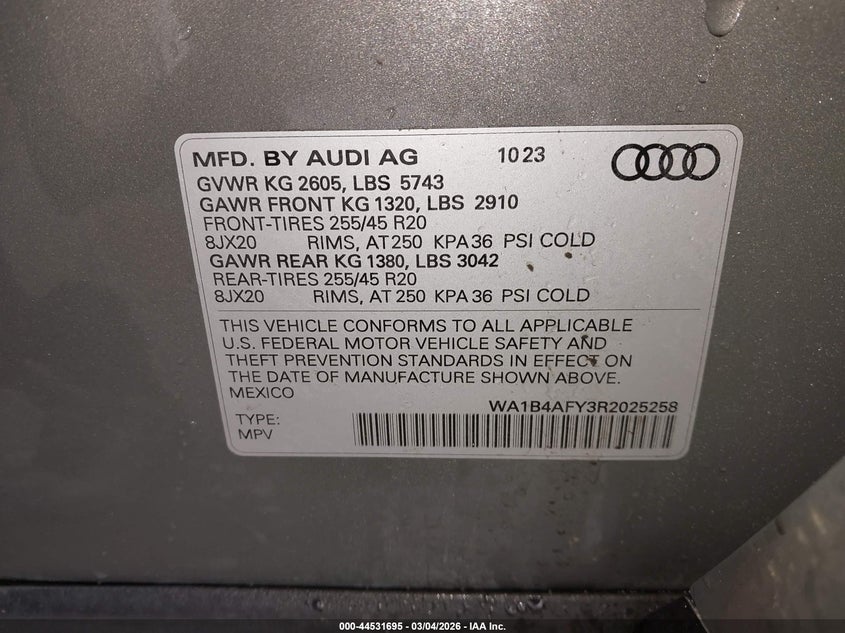 MFD. BY AUDI AG 10 23
GVWR KG 2605, LBS 5743
GAWR FRONT KG 1320, LBS 2910
FRONT-TIRES 255/45 R20
8JX20 RIMS, AT 250 KPA 36 PSI COLD
GAWR REAR KG 1380, LBS 3042
REAR-TIRES 255/45 R20
8JX20 RIMS, AT 250 KPA 36 PSI COLD
THIS VEHICLE CONFORMS TO ALL APPLICABLE
U.S. FEDERAL MOTOR VEHICLE SAFETY AND
THEFT PREVENTION STANDARDS IN EFFECT ON
THE DATE OF MANUFACTURE SHOWN ABOVE.
MEXICO
WA1B4AFY3R2025258
TYPE:
MPV
000-44531695 - 03/04/2026 - IAA Inc.